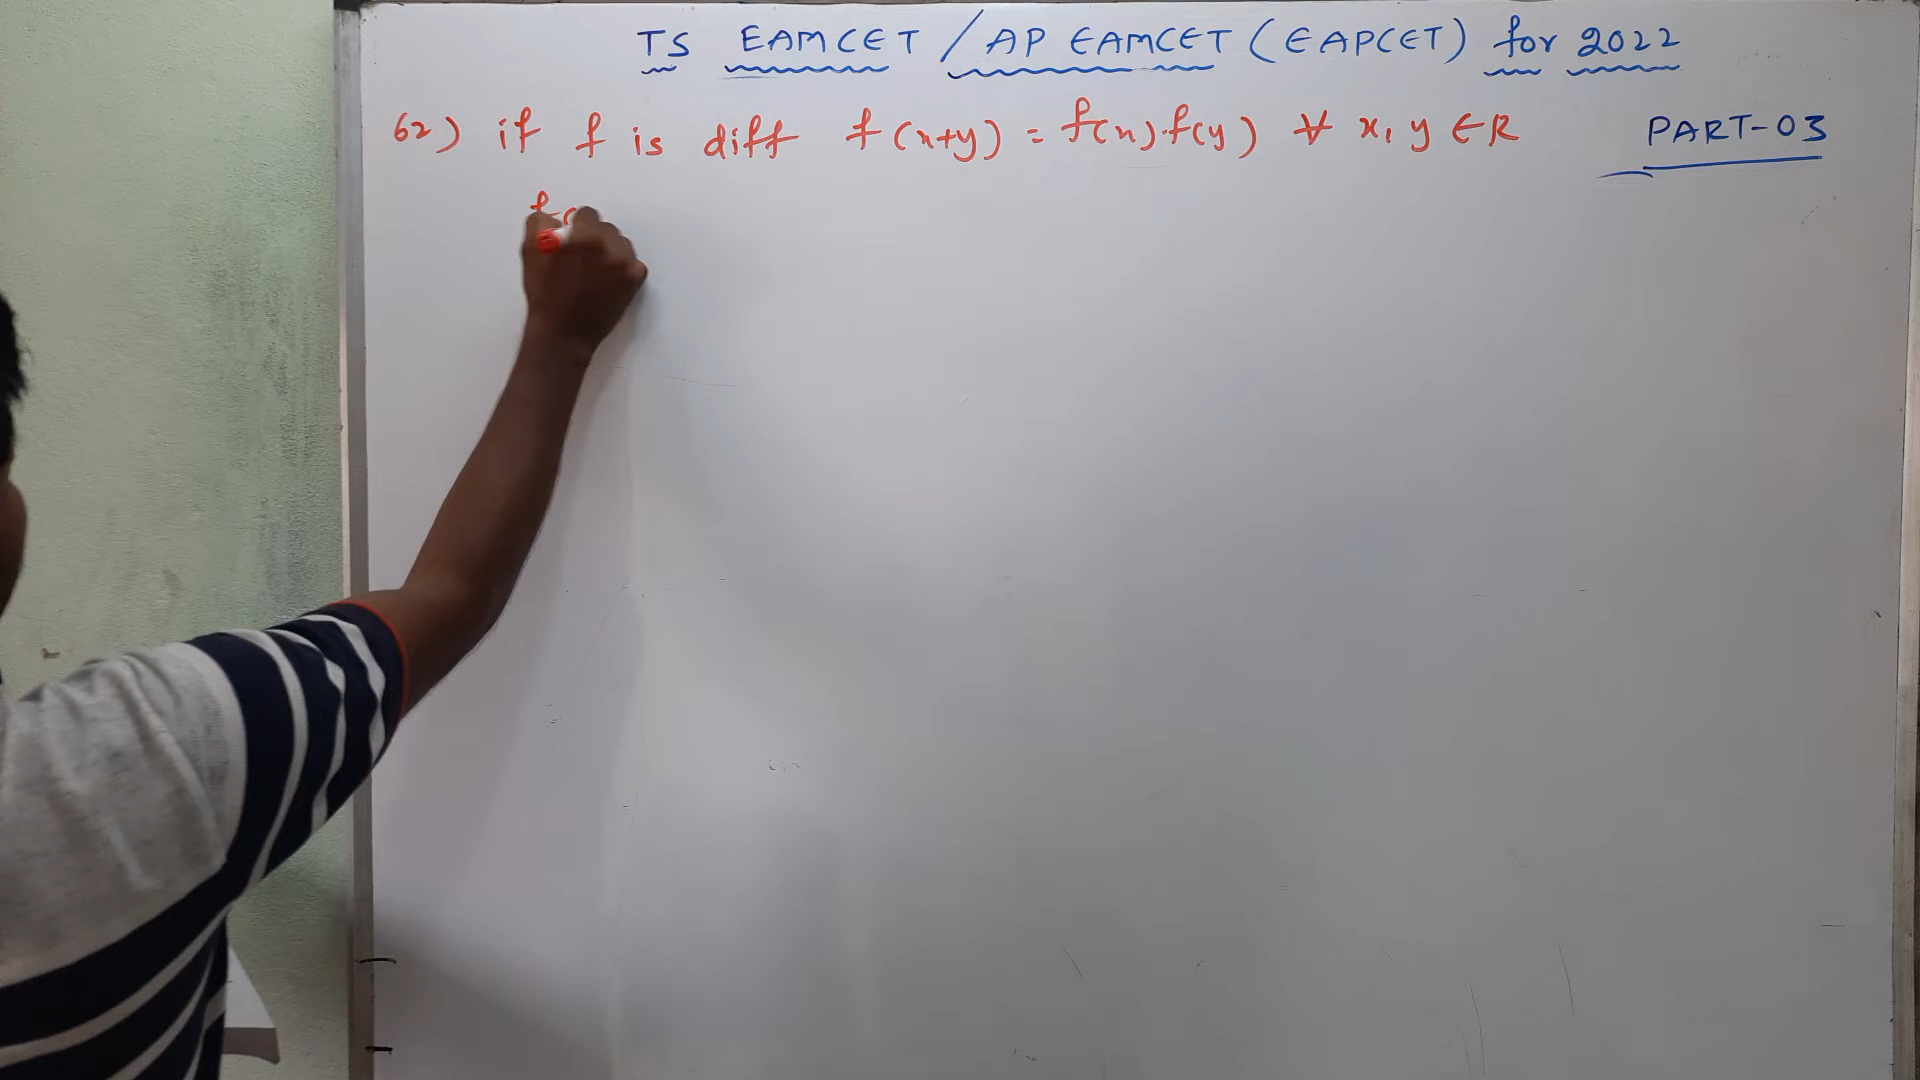 TS EAMCET / AP EAMCET (EAPCET) for 2022
62) if f is diff f(x+y) = f(x).f(y) ∀ x, y ∈ R
PART-03
f(